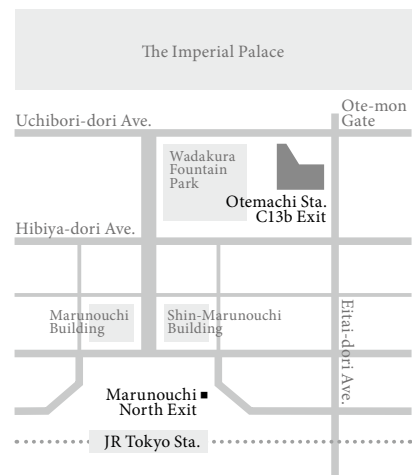 The Imperial Palace
Ote-mon
Gate
Uchibori-dori Ave.
Wadakura
Fountain
Park
Otemachi Sta.
C13b Exit
Hibiya-dori Ave.
Marunouchi
Building
Shin-Marunouchi
Building
Eitai-dori Ave.
Marunouchi
North Exit
JR Tokyo Sta.